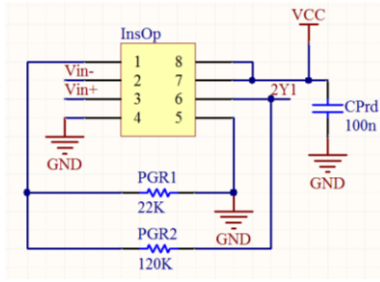 VCC
InsOp
1 8
Vin- 2 7
Vin+ 3 6 2Y1
4 5
CPrd
100n
GND
GND
PGR1
22K
GND
PGR2
120K